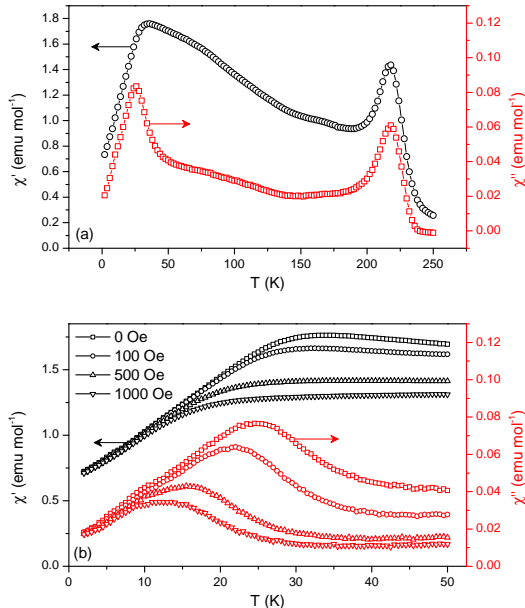 1.8
1.6
1.4
1.2
1.0
0.8
0.6
0.4
0.2
0.0
χ' (emu mol⁻¹)
0.12
0.10
0.08
0.06
0.04
0.02
0.00
χ'' (emu mol⁻¹)
(a)
0 50 100 150 200 250
T (K)
0 Oe
100 Oe
500 Oe
1000 Oe
1.5
1.0
0.5
0.0
χ' (emu mol⁻¹)
0.12
0.10
0.08
0.06
0.04
0.02
0.00
χ'' (emu mol⁻¹)
(b)
0 10 20 30 40 50
T (K)